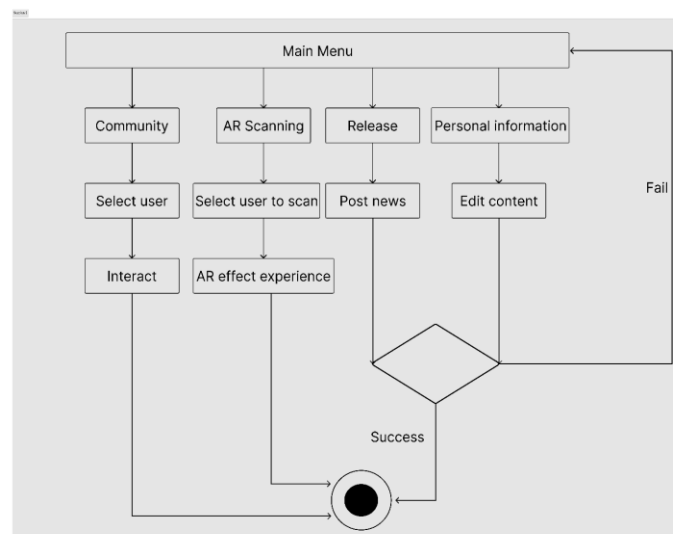 Main Menu
Community
AR Scanning
Release
Personal information
Select user
Select user to scan
Post news
Edit content
Fail
Interact
AR effect experience
Success